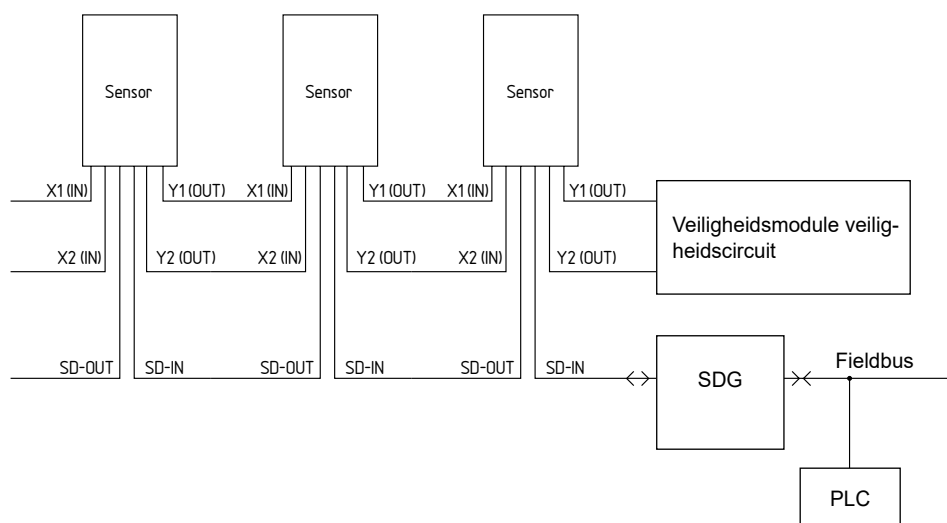 Sensor
Sensor
Sensor
X1 (IN)
Y1 (OUT)
X1 (IN)
Y1 (OUT)
X1 (IN)
Y1 (OUT)
X2 (IN)
Y2 (OUT)
X2 (IN)
Y2 (OUT)
X2 (IN)
Y2 (OUT)
Veiligheidsmodule veilig-
heidscircuit
SD-OUT
SD-IN
SD-OUT
SD-IN
SD-OUT
SD-IN
SDG
Fieldbus
PLC